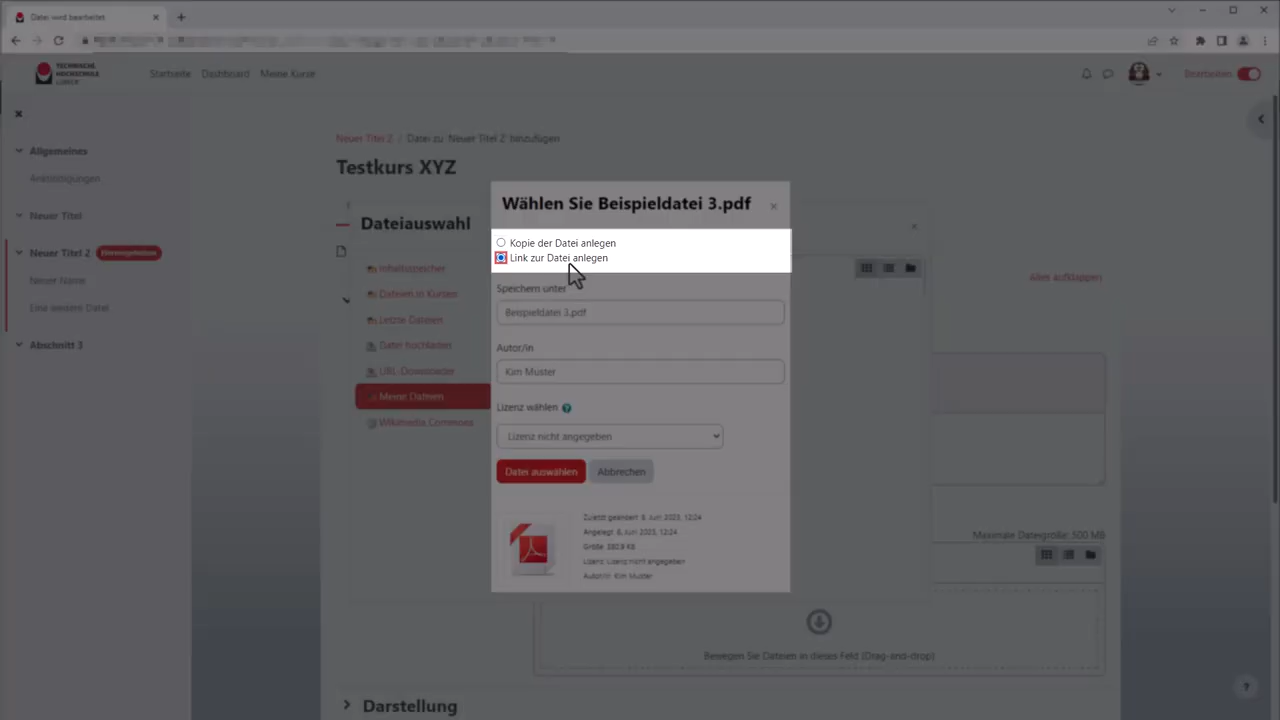 Datei wird bearbeitet
TECHNISCHE
HOCHSCHULE
LÜBECK
Startseite
Dashboard
Meine Kurse
Bearbeiten
Allgemeines
Ankündigungen
Neuer Titel
Neuer Titel 2
Neuer Name
Eine weitere Datei
Abschnitt 3
Neuer Titel 2 / Datei zu 'Neuer Titel 2' hinzufügen
Testkurs XYZ
Dateiauswahl
Inhaltsspeicher
Dateien in Kursen
Letzte Dateien
Datei hochladen
URL-Downloader
Meine Dateien
Wikimedia Commons
Wählen Sie Beispieldatei 3.pdf
Kopie der Datei anlegen
Link zur Datei anlegen
Speichern unter
Beispieldatei 3.pdf
Autor/in
Kim Muster
Lizenz wählen
Lizenz nicht angegeben
Datei auswählen
Abbrechen
Zuletzt geändert: 6. Juni 2023, 12:24
Angelegt: 6. Juni 2023, 12:24
Größe: 380.9 KB
Lizenz: Lizenz nicht angegeben
Autor/in: Kim Muster
Alles aufklappen
Maximale Dateigröße: 500 MB
Bewegen Sie Dateien in dieses Feld (Drag-and-drop)
Darstellung